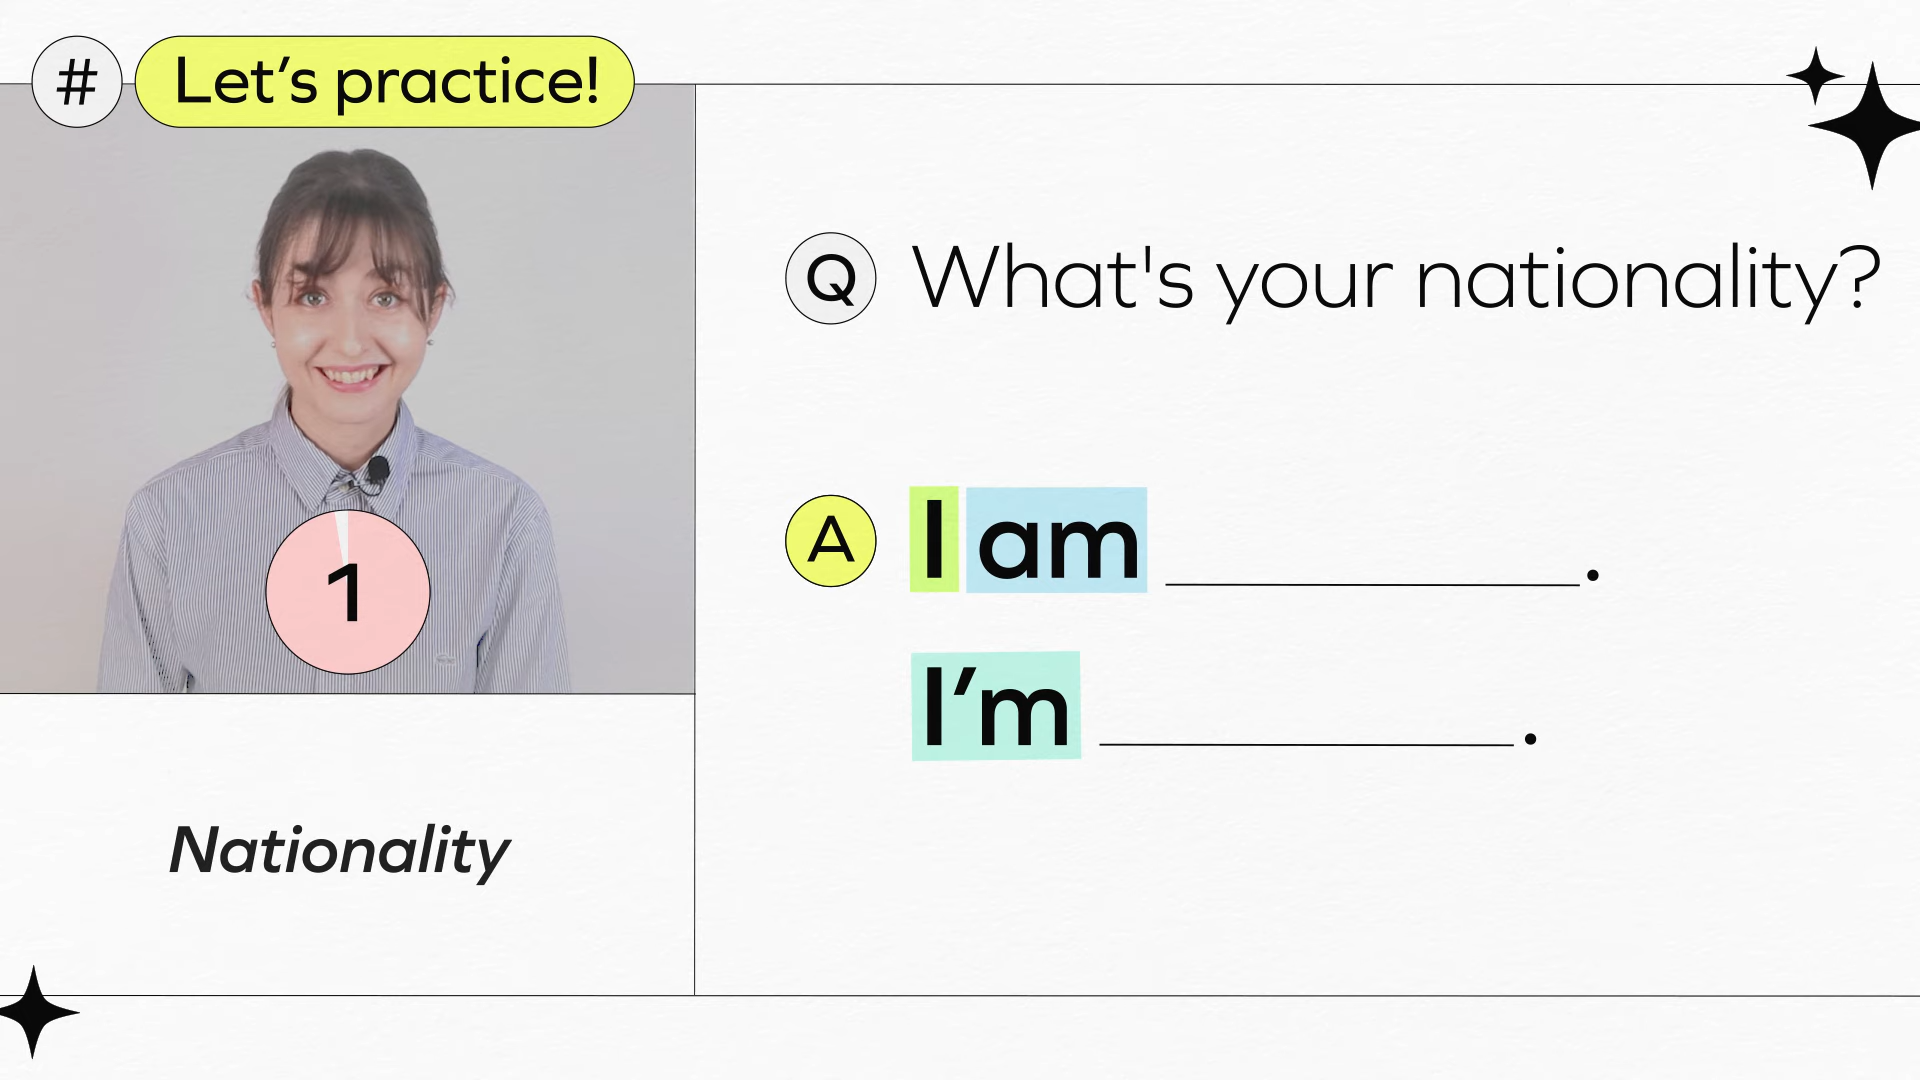 # Let’s practice!
Q What's your nationality?
A I am ____________.
I’m ____________.
1
Nationality